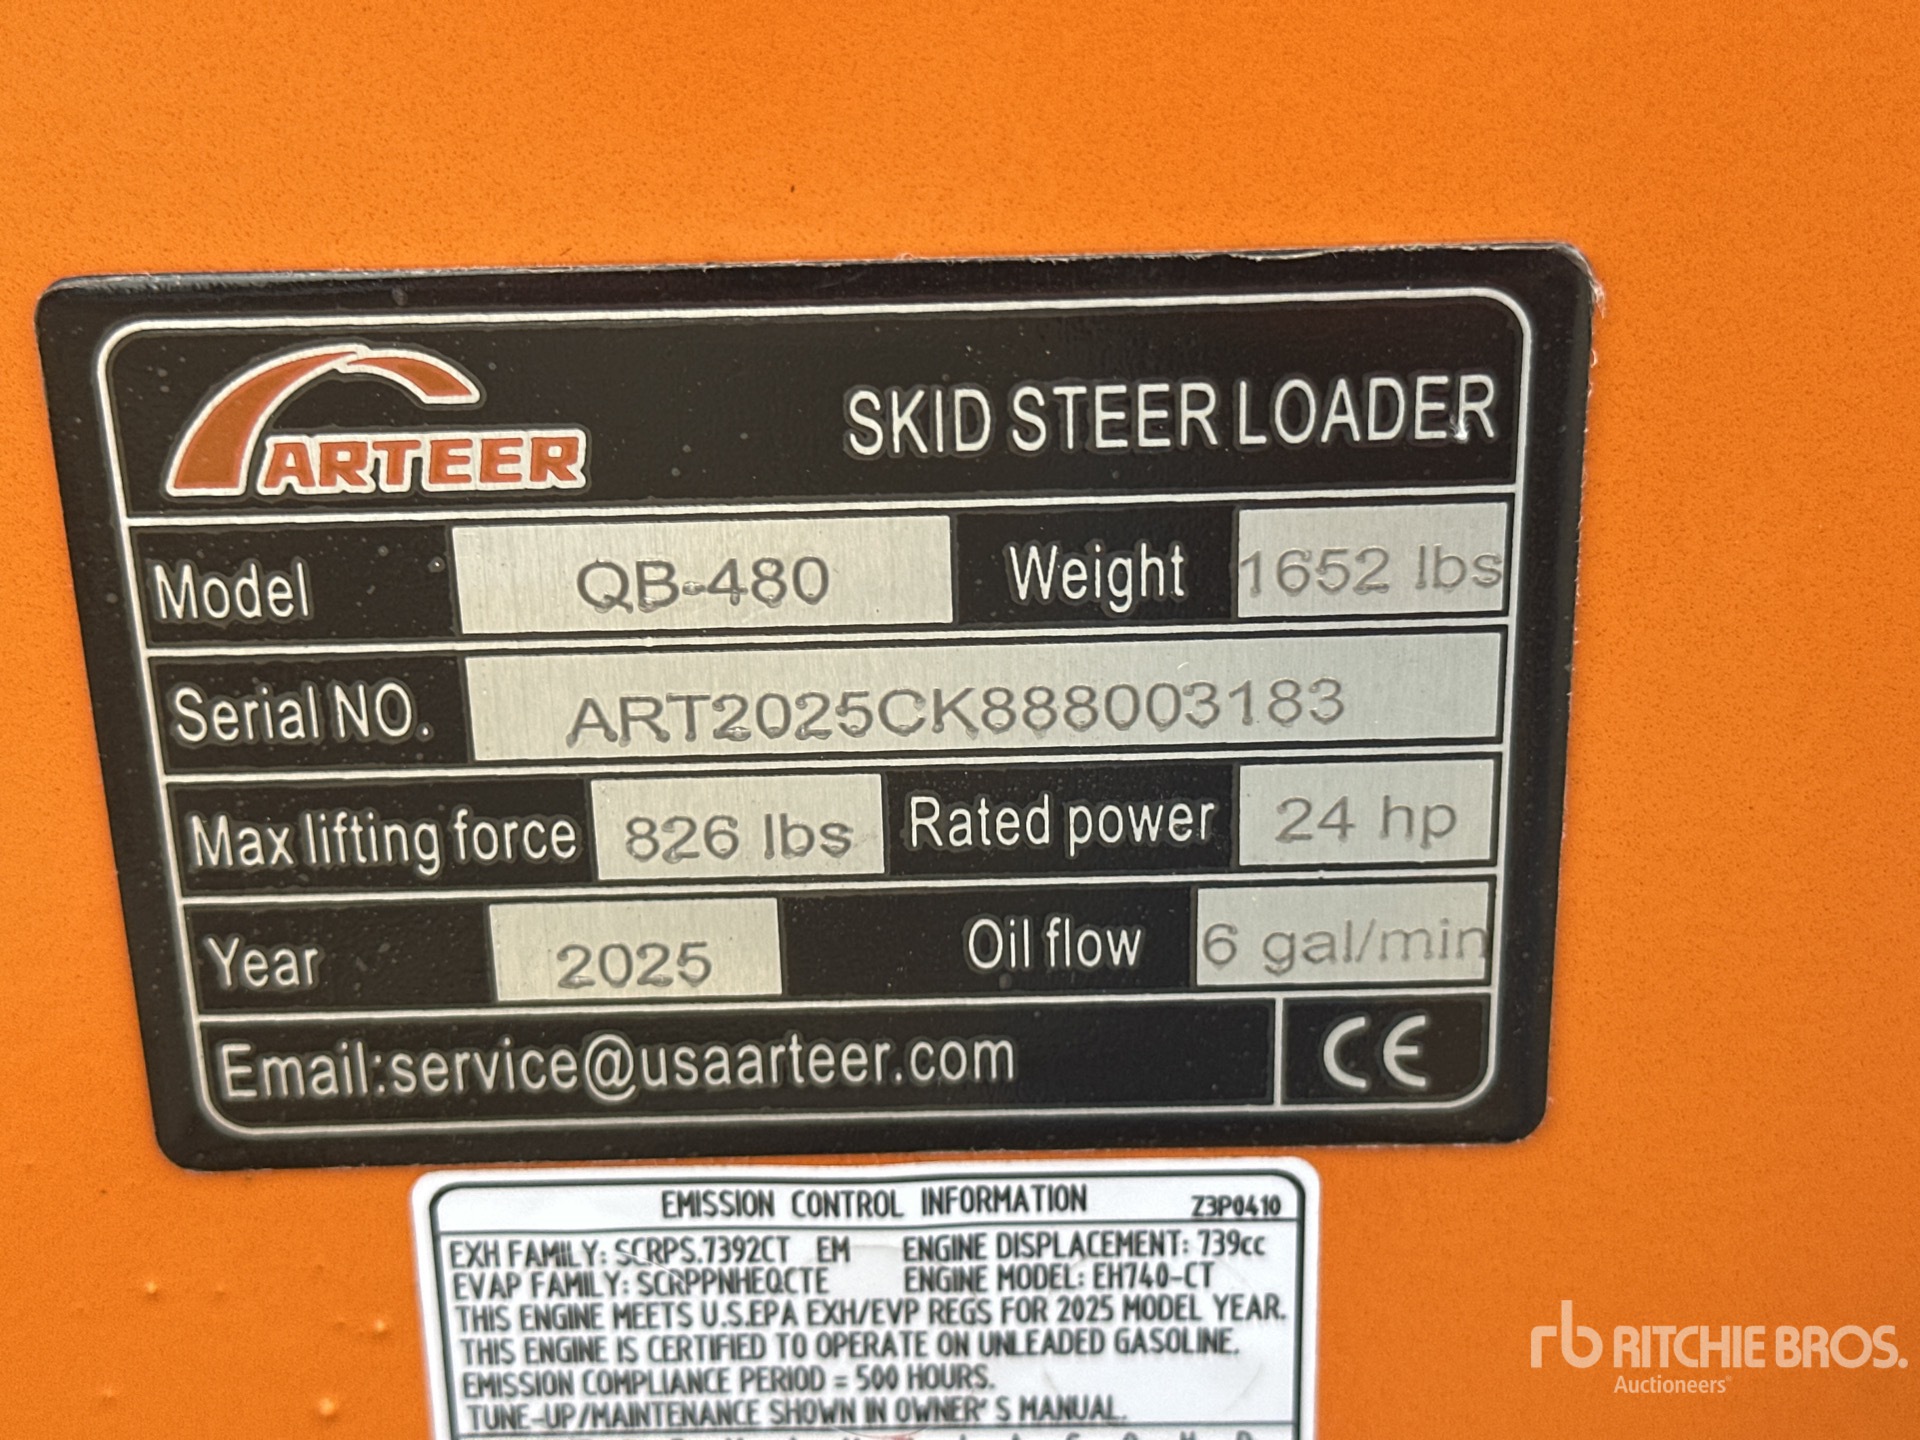 ARTEER
SKID STEER LOADER
Model QB-480 Weight 1652 lbs
Serial NO. ART2025CK888003183
Max lifting force 826 lbs Rated power 24 hp
Year 2025 Oil flow 6 gal/min
Email:service@usaarteer.com CE
EMISSION CONTROL INFORMATION Z3P0410
EXH FAMILY: SCRPS.7392CT EM ENGINE DISPLACEMENT: 739cc
EVAP FAMILY: SCRPPNHEQCTE ENGINE MODEL: EH740-CT
THIS ENGINE MEETS U.S.EPA EXH/EVP REGS FOR 2025 MODEL YEAR.
THIS ENGINE IS CERTIFIED TO OPERATE ON UNLEADED GASOLINE.
EMISSION COMPLIANCE PERIOD = 500 HOURS.
TUNE-UP/MAINTENANCE SHOWN IN OWNER' S MANUAL.
rb RITCHIE BROS.
Auctioneers